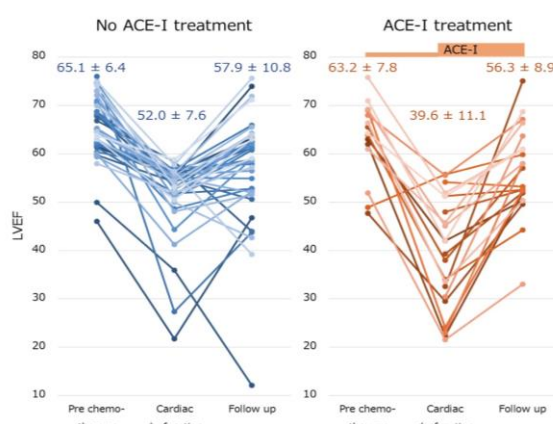 No ACE-I treatment
ACE-I treatment
ACE-I
80
70
60
50
40
30
20
10
LVEF
65.1 ± 6.4
52.0 ± 7.6
57.9 ± 10.8
80
70
60
50
40
30
20
10
63.2 ± 7.8
39.6 ± 11.1
56.3 ± 8.9
Pre chemo-
Cardiac
Follow up
Pre chemo-
Cardiac
Follow up